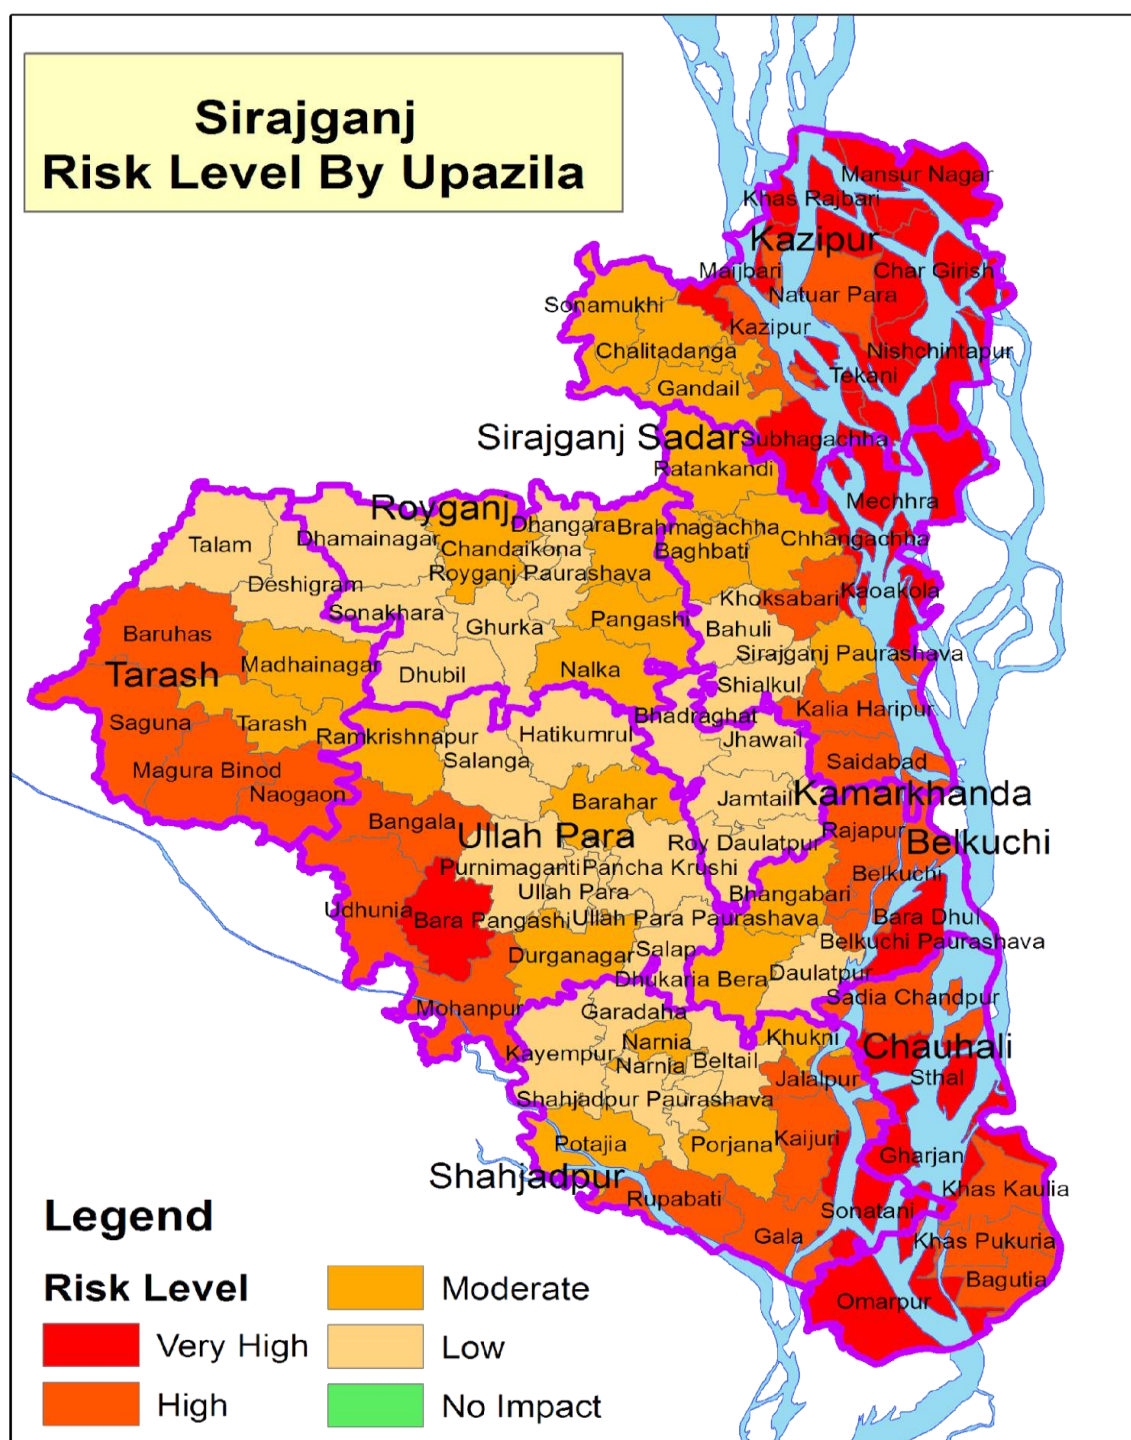 Sirajganj
Risk Level By Upazila
Mansur Nagar
Khas Rajbari
Kazipur
Maijbari
Char Girish
Natuar Para
Sonamukhi
Kazipur
Chalitadanga
Nishchintapur
Tekani
Gandail
Sirajganj Sadar
Subhagachha
Ratankandi
Mechhra
Royganj
Dhangara
Brahmagachha
Dhamainagar
Chhangachha
Talam
Chandaikona
Baghbati
Royganj Paurashava
Deshigram
Khoksabari
Kaoakola
Sonakhara
Pangashi
Ghurka
Bahuli
Baruhas
Sirajganj Paurashava
Madhainagar
Nalka
Tarash
Dhubil
Shialkul
Kalia Haripur
Bhadraghat
Saguna
Tarash
Ramkrishnapur
Hatikumrul
Jhawail
Salanga
Saidabad
Magura Binod
Naogaon
Jamtail
Kamarkhanda
Barahar
Bangala
Ullah Para
Rajapur
Roy Daulatpur
Belkuchi
Purnimaganti
Pancha Krushi
Belkuchi
Ullah Para
Bhangabari
Udhunia
Bara Pangashi
Ullah Para Paurashava
Bara Dhul
Belkuchi Paurashava
Salap
Durganagar
Dhukaria Bera
Daulatpur
Sadia Chandpur
Mohanpur
Garadaha
Khukni
Narnia
Chauhali
Kayempur
Beltail
Narnia
Jalalpur
Sthal
Shahjadpur Paurashava
Potajia
Porjana
Kaijuri
Gharjan
Shahjadpur
Khas Kaulia
Rupabati
Sonatani
Gala
Khas Pukuria
Bagutia
Omarpur
Legend
Risk Level
Very High
High
Moderate
Low
No Impact